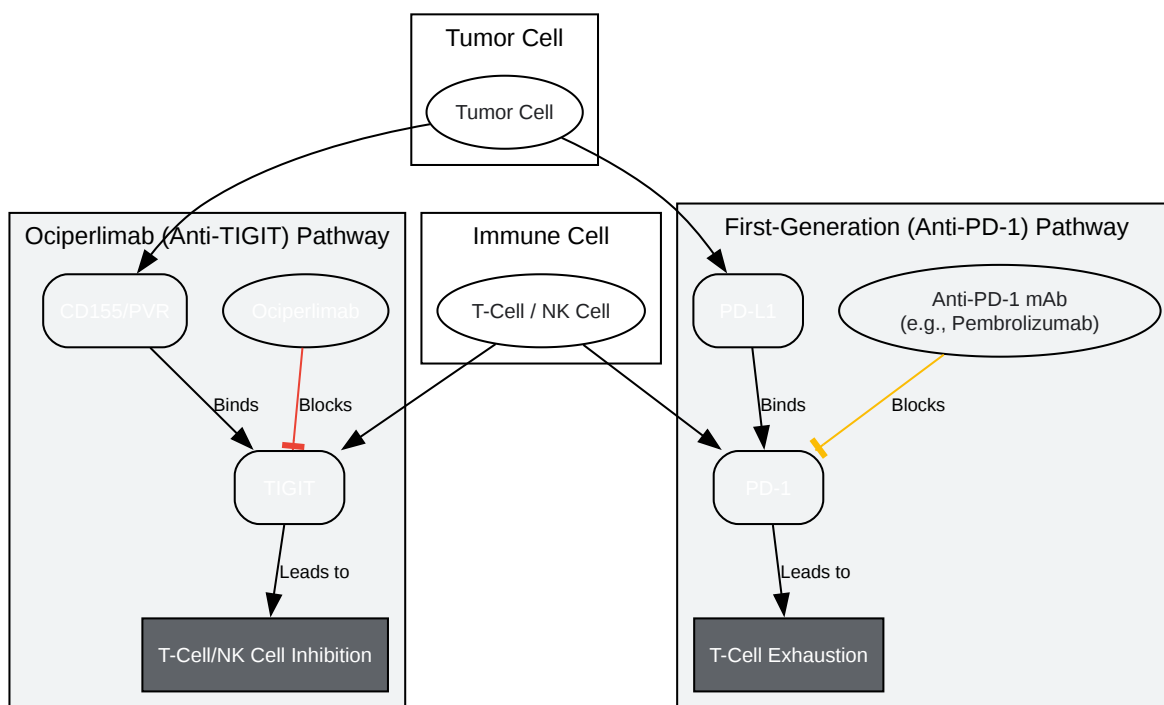 Tumor Cell
Tumor Cell
Ociperlimab (Anti-TIGIT) Pathway
Immune Cell
First-Generation (Anti-PD-1) Pathway
CD155/PVR
Ociperlimab
T-Cell / NK Cell
PD-L1
Anti-PD-1 mAb
(e.g., Pembrolizumab)
Binds
Blocks
Binds
Blocks
TIGIT
PD-1
Leads to
Leads to
T-Cell/NK Cell Inhibition
T-Cell Exhaustion